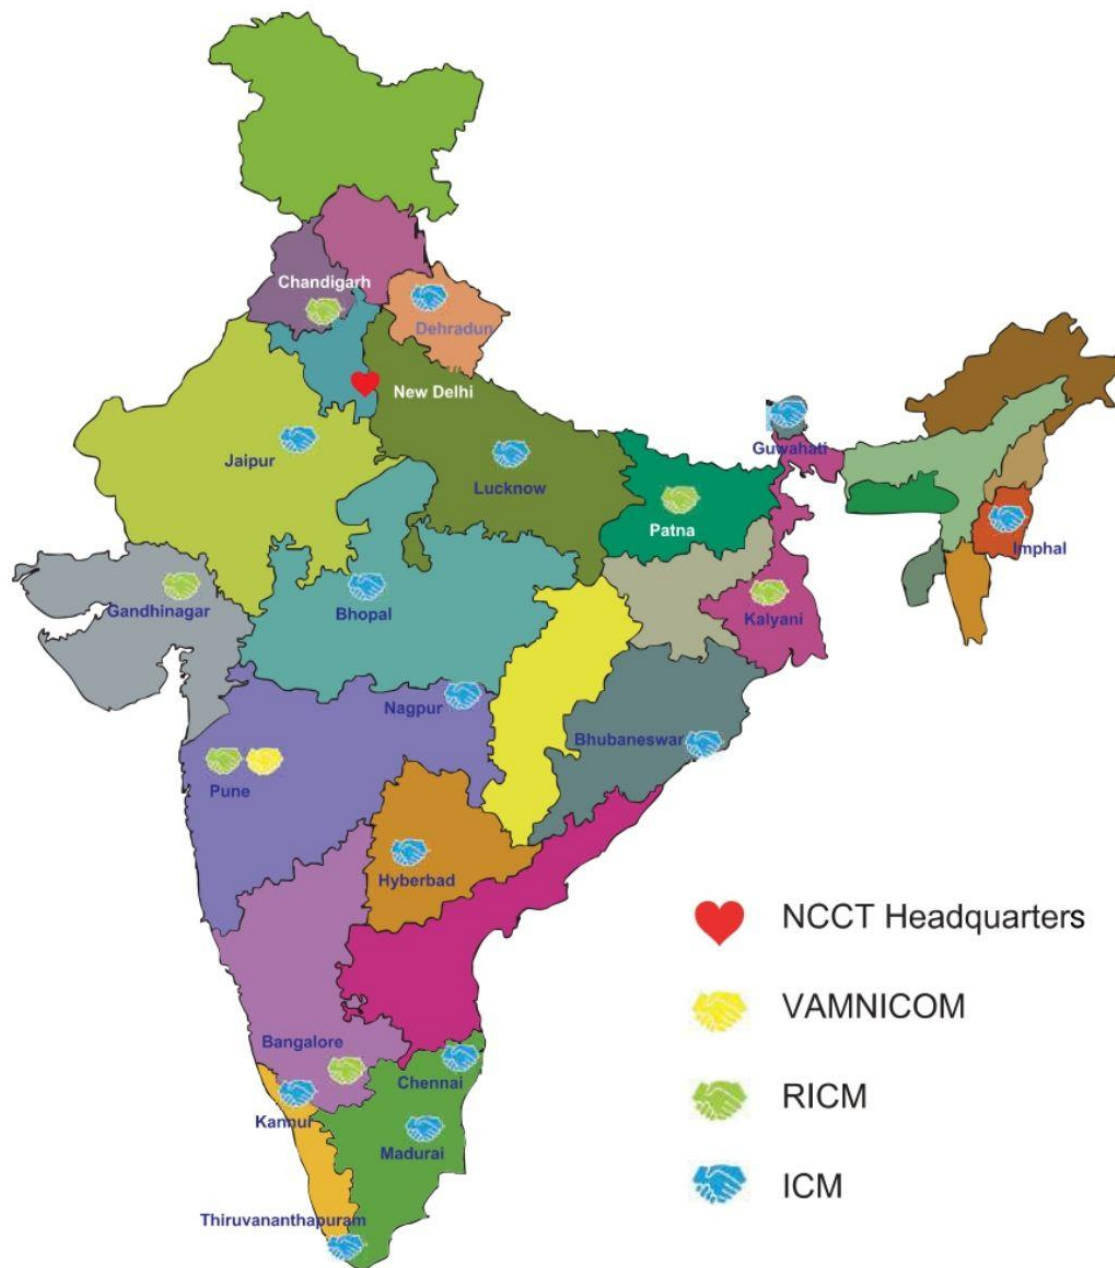 Chandigarh
Dehradun
New Delhi
Jaipur
Lucknow
Guwahati
Patna
Imphal
Gandhinagar
Bhopal
Kalyani
Nagpur
Bhubaneswar
Pune
Hyberbad
NCCT Headquarters
VAMNICOM
Bangalore
Chennai
RICM
Kannur
Madurai
ICM
Thiruvananthapuram